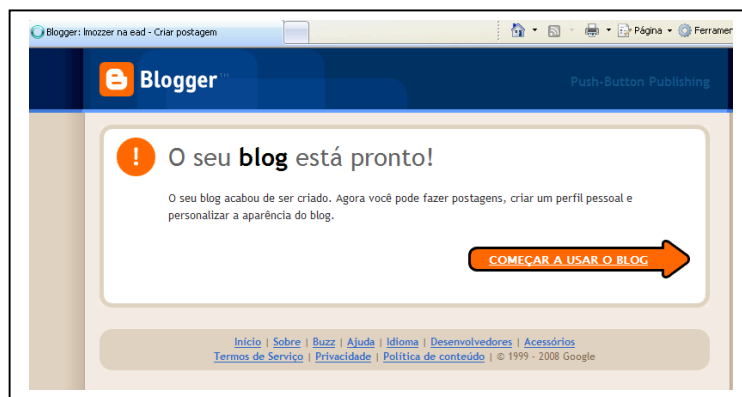 Blogger: lmozzer na ead - Criar postagem
Página Ferramen
Blogger™
Push-Button Publishing
O seu blog está pronto!
O seu blog acabou de ser criado. Agora você pode fazer postagens, criar um perfil pessoal e
personalizar a aparência do blog.
COMEÇAR A USAR O BLOG
Início | Sobre | Buzz | Ajuda | Idioma | Desenvolvedores | Acessórios
Termos de Serviço | Privacidade | Política de conteúdo | © 1999 - 2008 Google